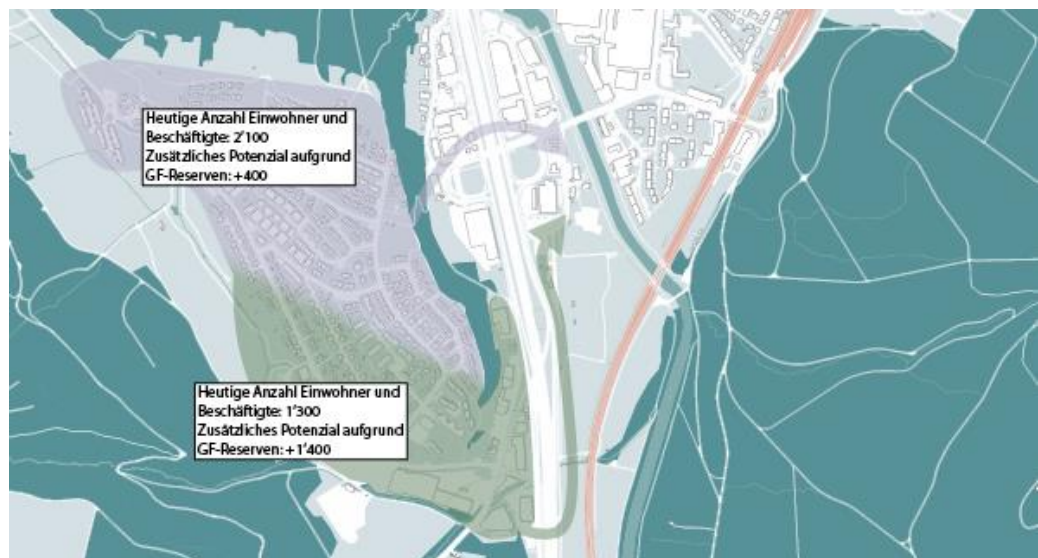 Heutige Anzahl Einwohner und
Beschäftigte: 2'100
Zusätzliches Potenzial aufgrund
GF-Reserven: +400
Heutige Anzahl Einwohner und
Beschäftigte: 1'300
Zusätzliches Potenzial aufgrund
GF-Reserven: +1'400